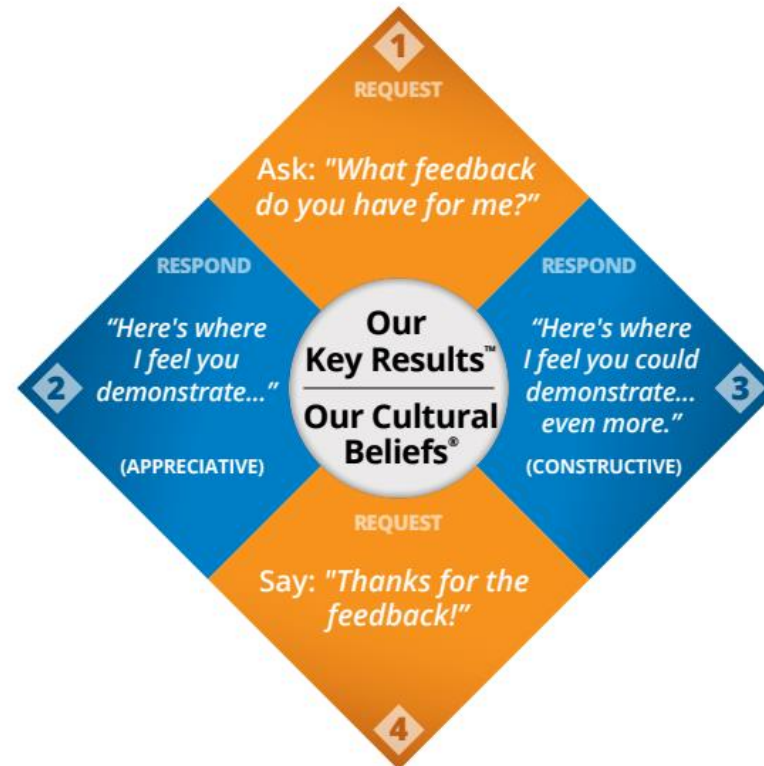 1
REQUEST
Ask: "What feedback
do you have for me?”
2
RESPOND
“Here's where
I feel you
demonstrate...”
(APPRECIATIVE)
Our
Key Results™
Our Cultural
Beliefs®
RESPOND
“Here's where
I feel you could
demonstrate...
even more.”
(CONSTRUCTIVE)
3
REQUEST
Say: "Thanks for the
feedback!”
4